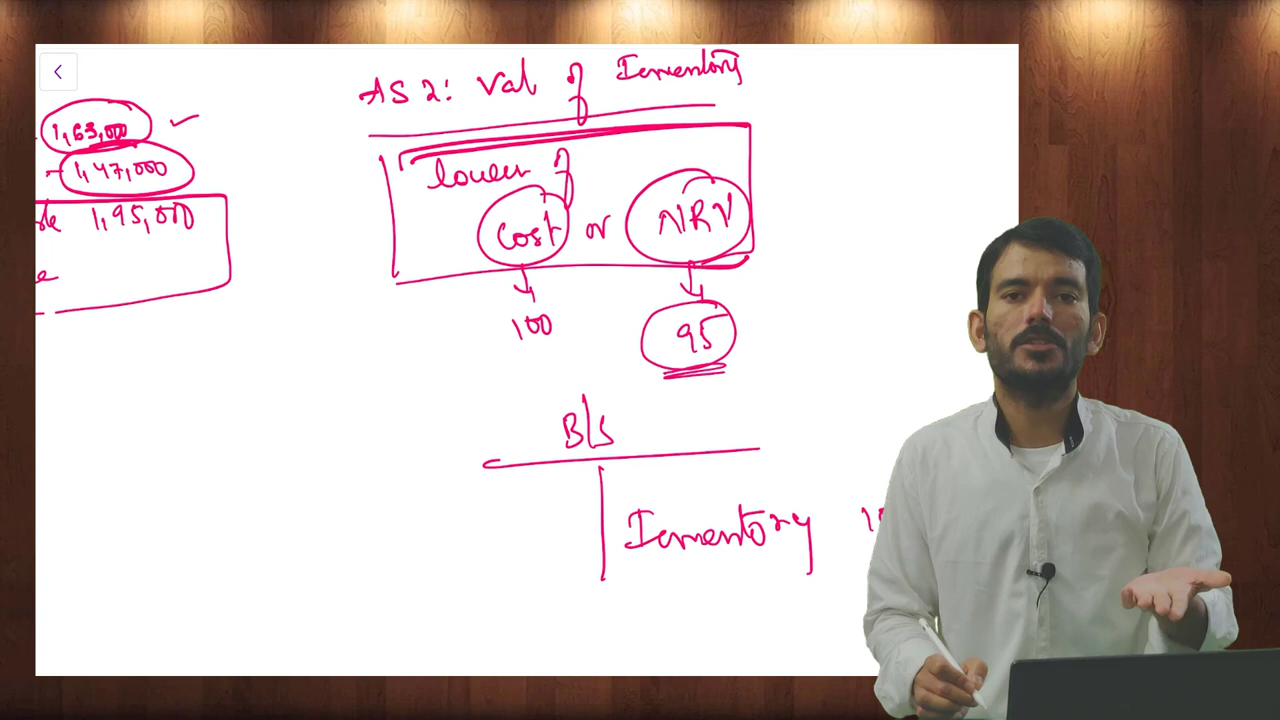 1,63,000
1,47,000
1,95,000
AS 2: Val of Inventory
lower of
Cost or NRV
100
95
B/S
Inventory